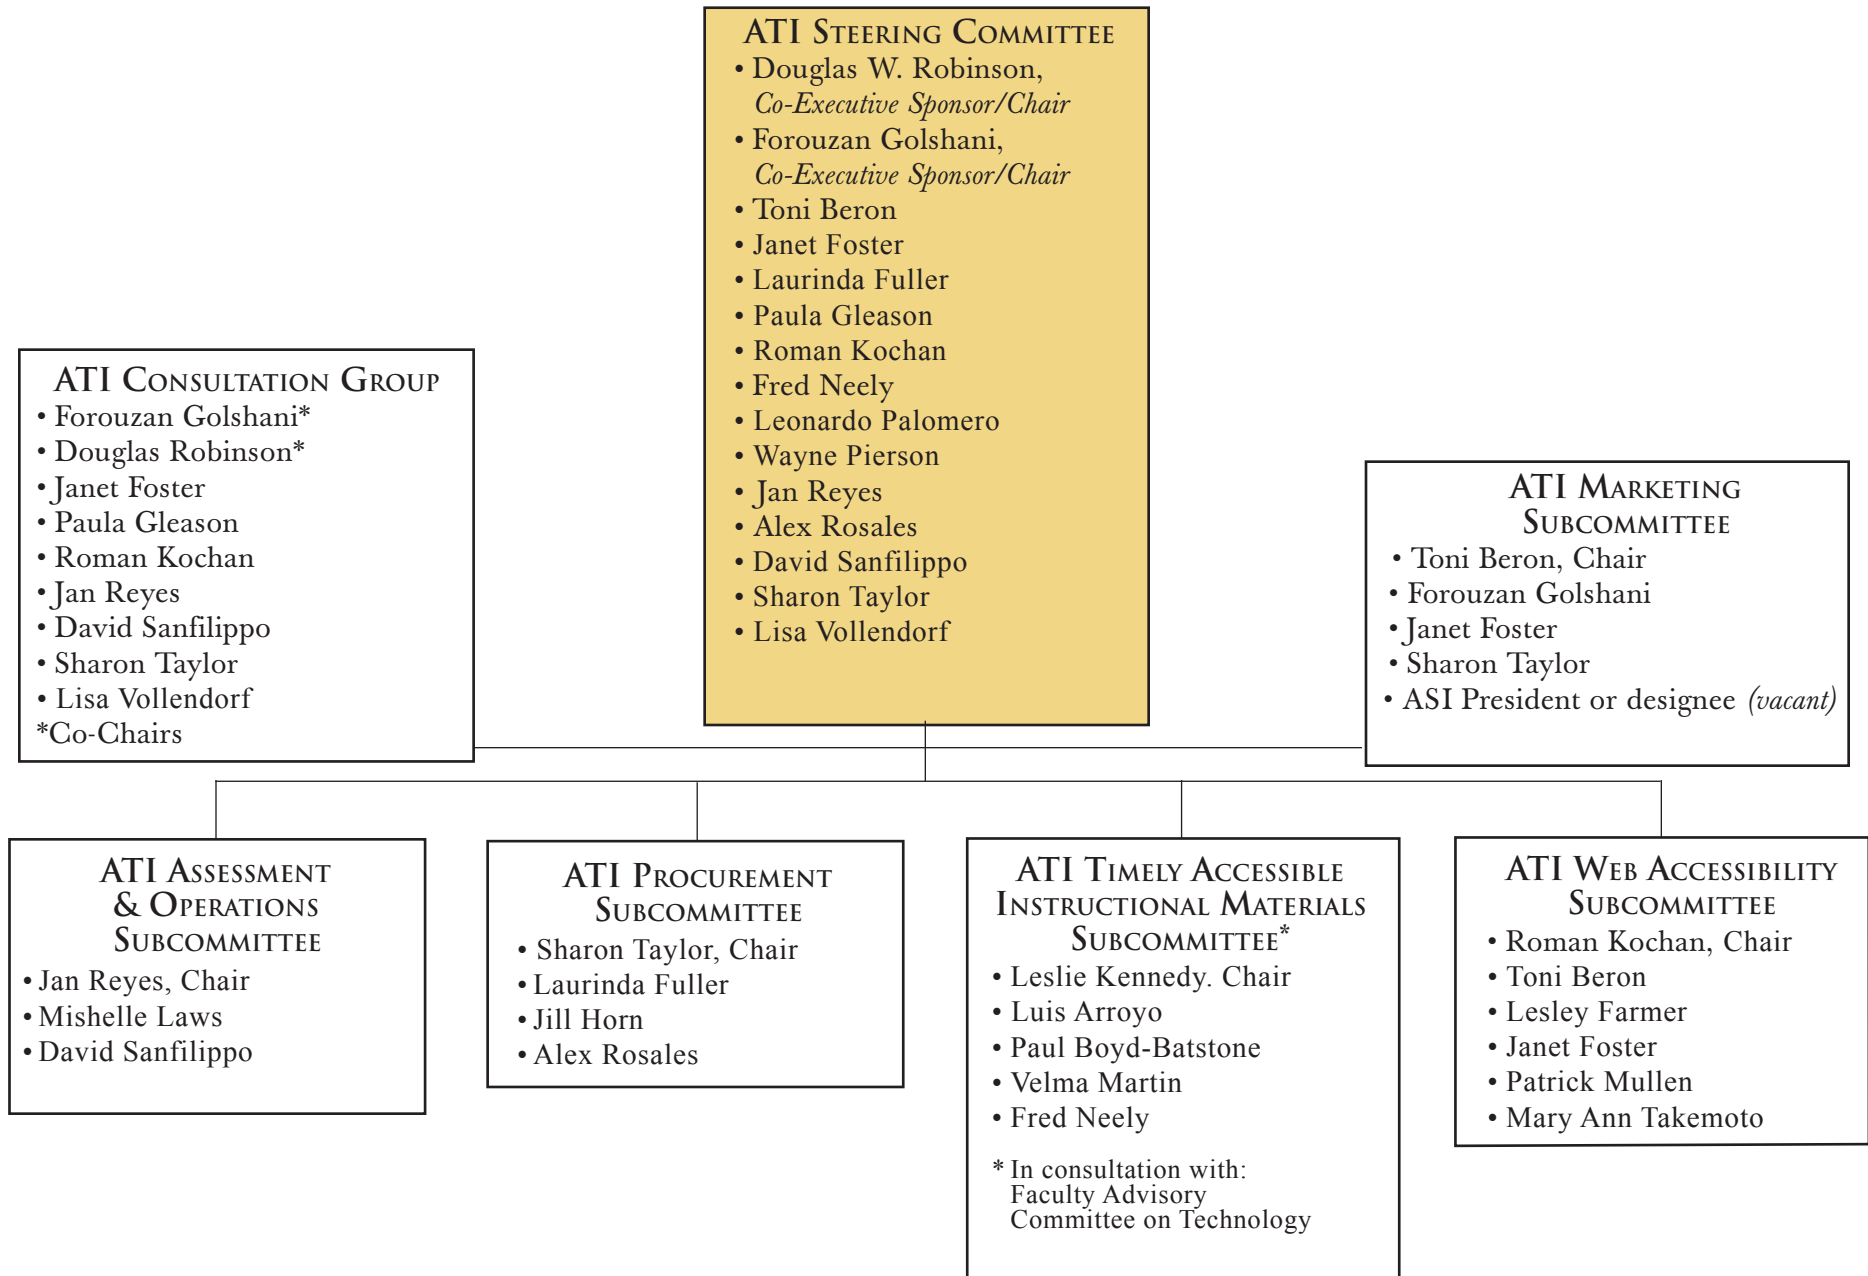 ATI Steering Committee
• Douglas W. Robinson,
Co-Executive Sponsor/Chair
• Forouzan Golshani,
Co-Executive Sponsor/Chair
• Toni Beron
• Janet Foster
• Laurinda Fuller
• Paula Gleason
• Roman Kochan
• Fred Neely
• Leonardo Palomero
• Wayne Pierson
• Jan Reyes
• Alex Rosales
• David Sanfilippo
• Sharon Taylor
• Lisa Vollendorf
ATI Consultation Group
• Forouzan Golshani*
• Douglas Robinson*
• Janet Foster
• Paula Gleason
• Roman Kochan
• Jan Reyes
• David Sanfilippo
• Sharon Taylor
• Lisa Vollendorf
*Co-Chairs
ATI Marketing
Subcommittee
• Toni Beron, Chair
• Forouzan Golshani
• Janet Foster
• Sharon Taylor
• ASI President or designee (vacant)
ATI Assessment
& Operations
Subcommittee
• Jan Reyes, Chair
• Mishelle Laws
• David Sanfilippo
ATI Procurement
Subcommittee
• Sharon Taylor, Chair
• Laurinda Fuller
• Jill Horn
• Alex Rosales
ATI Timely Accessible
Instructional Materials
Subcommittee*
• Leslie Kennedy. Chair
• Luis Arroyo
• Paul Boyd-Batstone
• Velma Martin
• Fred Neely
* In consultation with:
Faculty Advisory
Committee on Technology
ATI Web Accessibility
Subcommittee
• Roman Kochan, Chair
• Toni Beron
• Lesley Farmer
• Janet Foster
• Patrick Mullen
• Mary Ann Takemoto